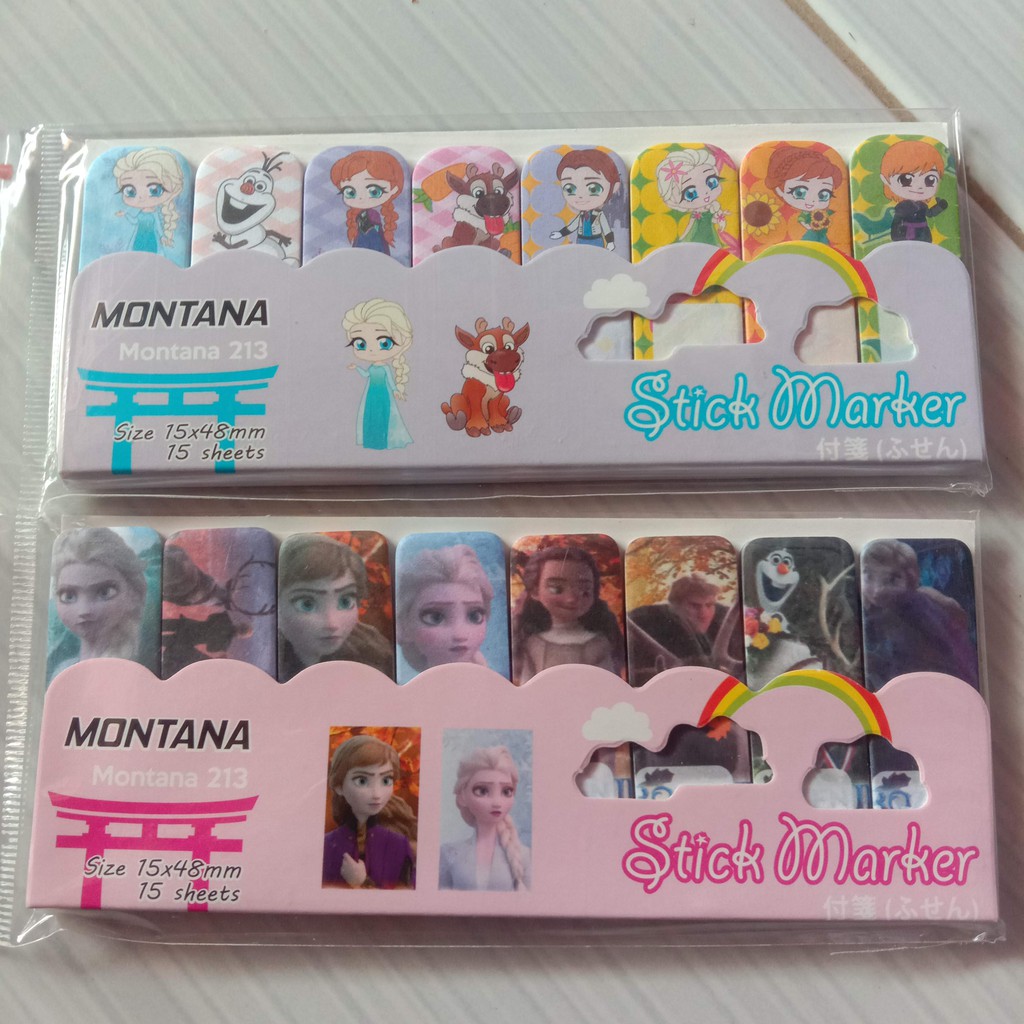 MONTANA
Montana 213
Size 15x48mm
15 sheets
Stick Marker
付箋 (ふせん)
MONTANA
Montana 213
Size 15x48mm
15 sheets
Stick Marker
付箋 (ふせん)